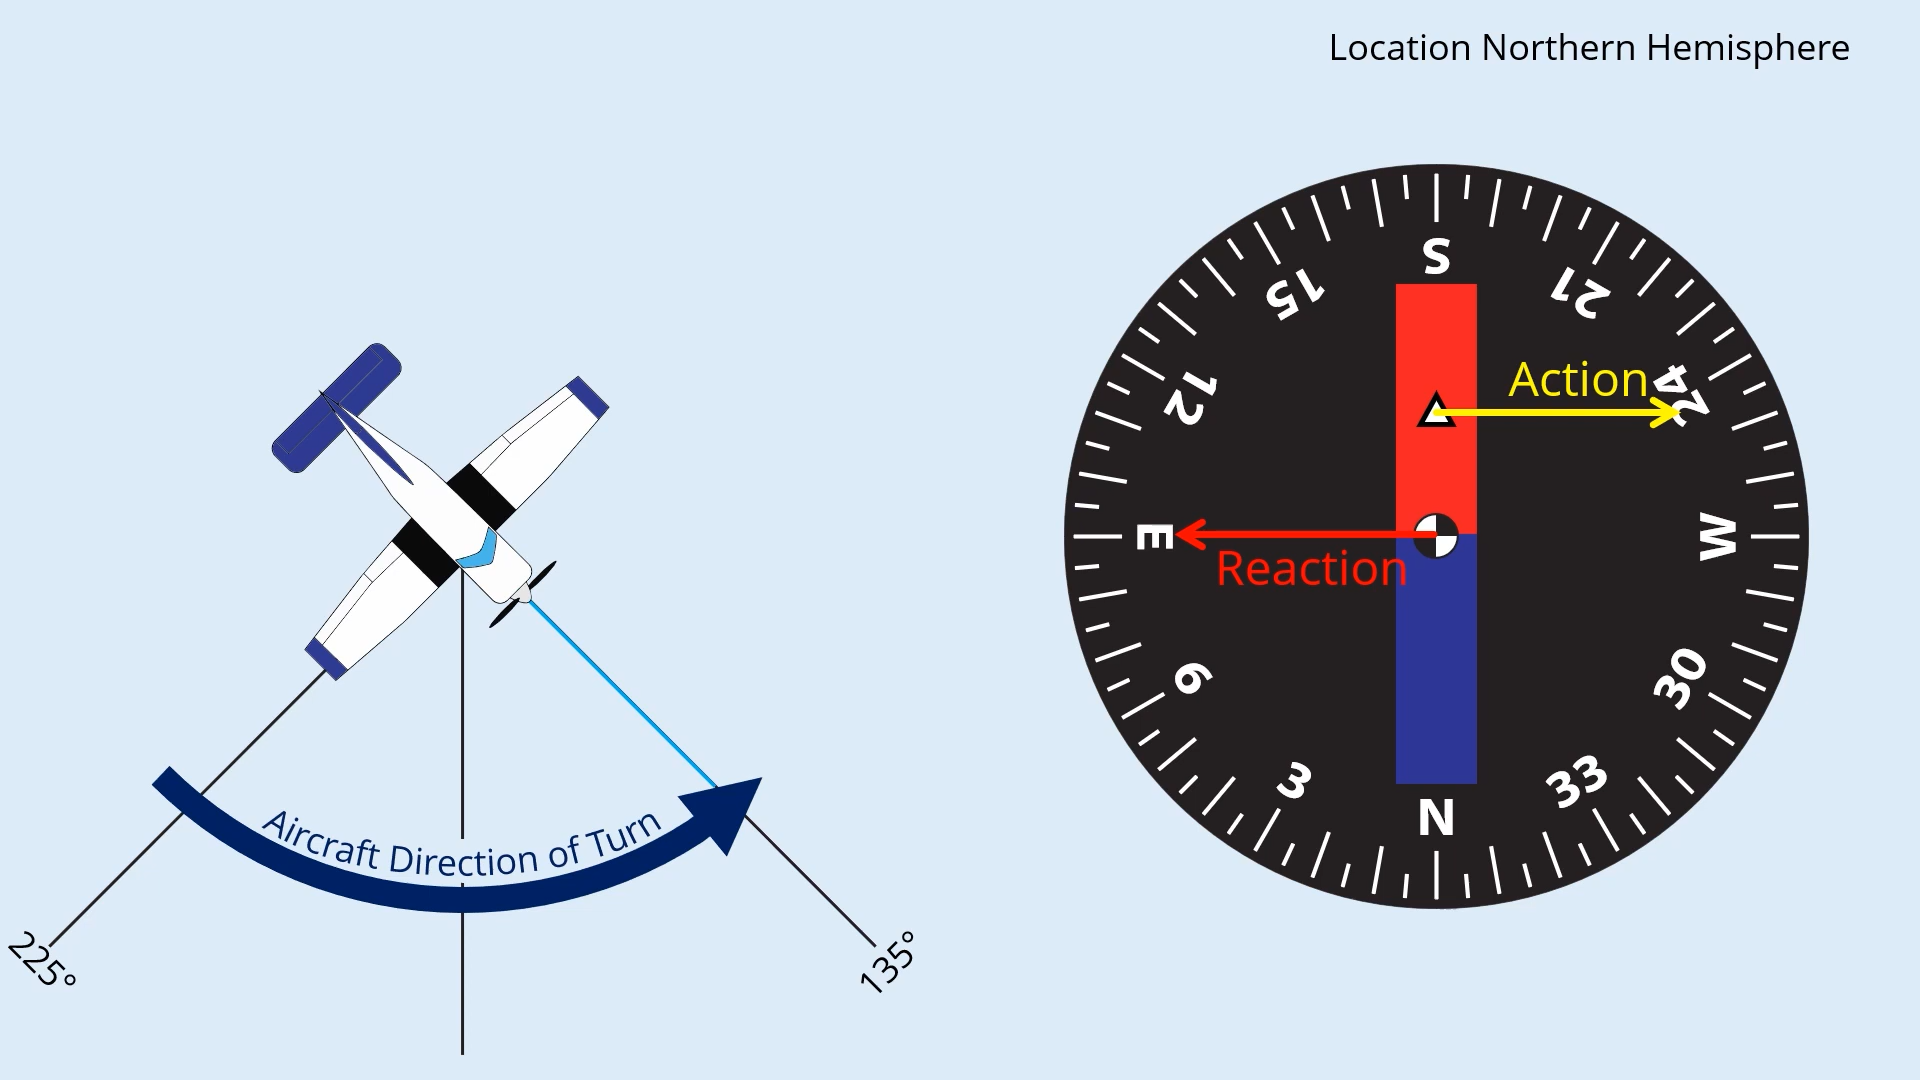 Location Northern Hemisphere
S
15
21
12
24
Action
E
W
Reaction
6
30
3
33
N
Aircraft Direction of Turn
225°
135°